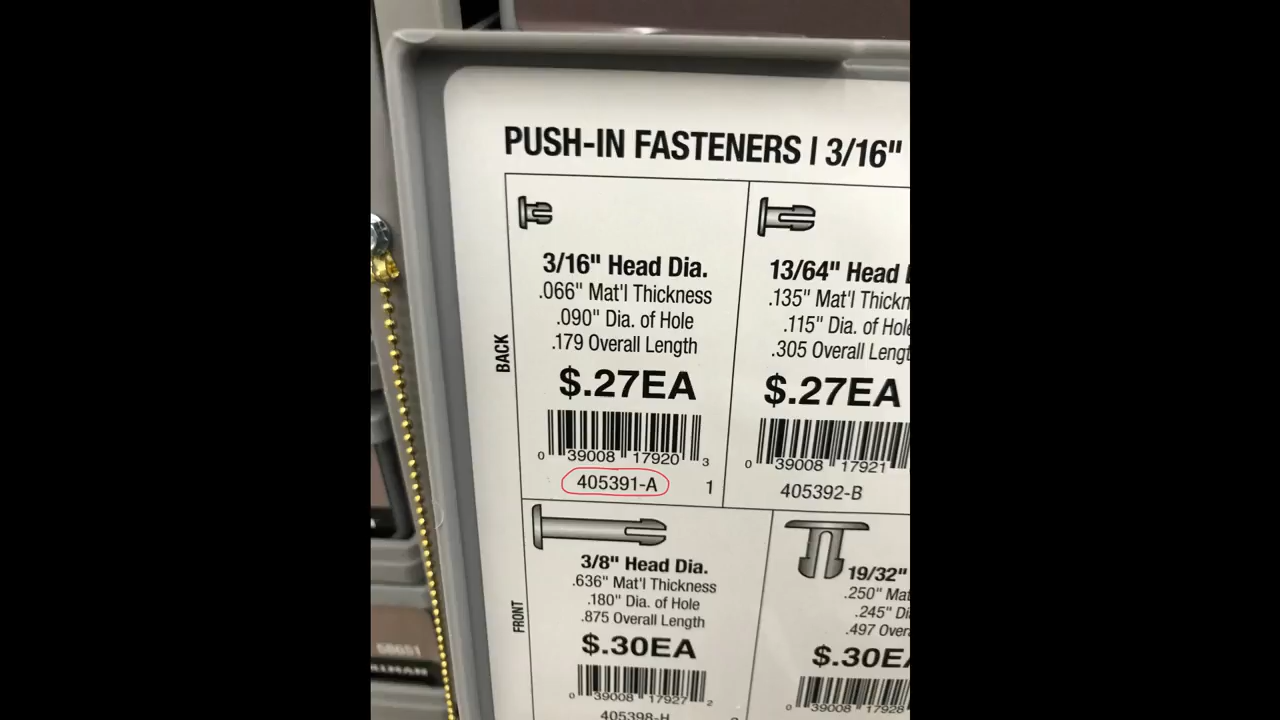 PUSH-IN FASTENERS | 3/16"
BACK
3/16" Head Dia.
.066" Mat'l Thickness
.090" Dia. of Hole
.179 Overall Length
$.27EA
0 39008 17920 3
405391-A
1
13/64" Head
.135" Mat'l Thickn
.115" Dia. of Hole
.305 Overall Lengt
$.27EA
0 39008 17921
405392-B
FRONT
3/8" Head Dia.
.636" Mat'l Thickness
.180" Dia. of Hole
.875 Overall Length
$.30EA
0 39008 17927 2
405398-H
19/32"
.250" Mat
.245" Di
.497 Over
$.30EA
0 39008 17928